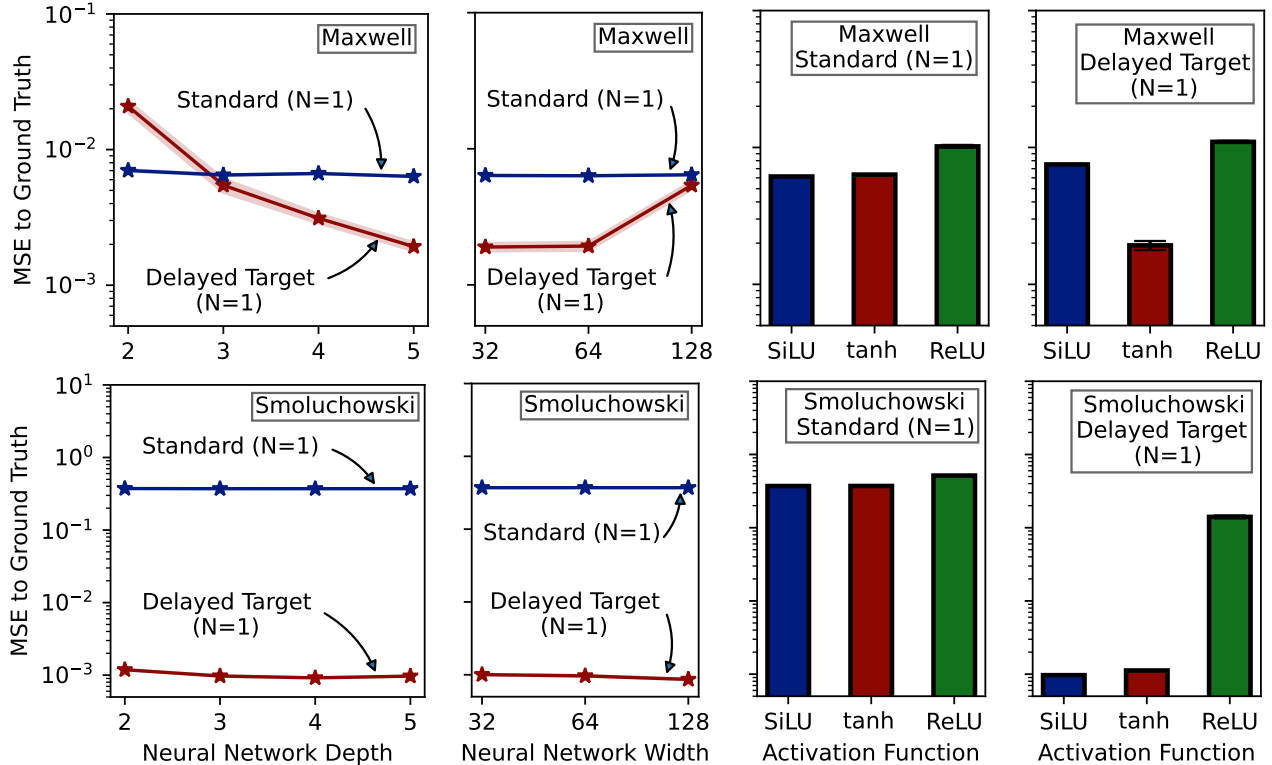 MSE to Ground Truth
10⁻¹
10⁻²
10⁻³
Maxwell
Standard (N=1)
Delayed Target
(N=1)
2 3 4 5
Maxwell
Standard (N=1)
Delayed Target
(N=1)
32 64 128
Maxwell
Standard (N=1)
SiLU tanh ReLU
Maxwell
Delayed Target
(N=1)
SiLU tanh ReLU
MSE to Ground Truth
10¹
10⁰
10⁻¹
10⁻²
10⁻³
Smoluchowski
Standard (N=1)
Delayed Target
(N=1)
2 3 4 5
Neural Network Depth
Smoluchowski
Standard (N=1)
Delayed Target
(N=1)
32 64 128
Neural Network Width
Smoluchowski
Standard (N=1)
SiLU tanh ReLU
Activation Function
Smoluchowski
Delayed Target
(N=1)
SiLU tanh ReLU
Activation Function